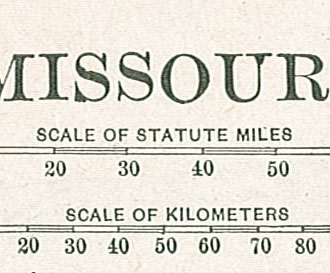 MISSOUR
SCALE OF STATUTE MILES
20 30 40 50
SCALE OF KILOMETERS
20 30 40 50 60 70 80